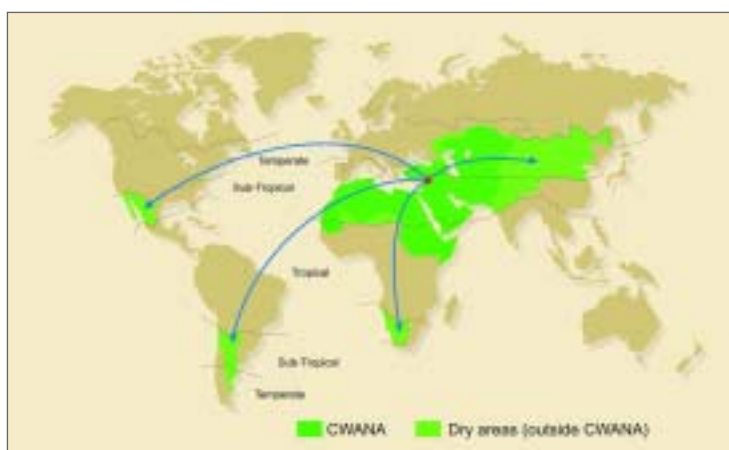 Temperate
Sub-Tropical
Tropical
Sub-Tropical
Temperate
CWANA
Dry areas (outside CWANA)